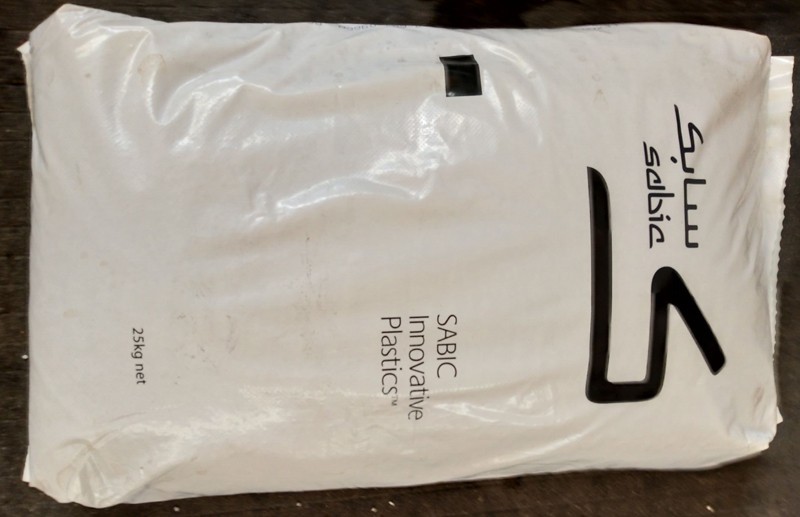 سابك
sabic
ک
SABIC
Innovative
Plastics™
25kg net